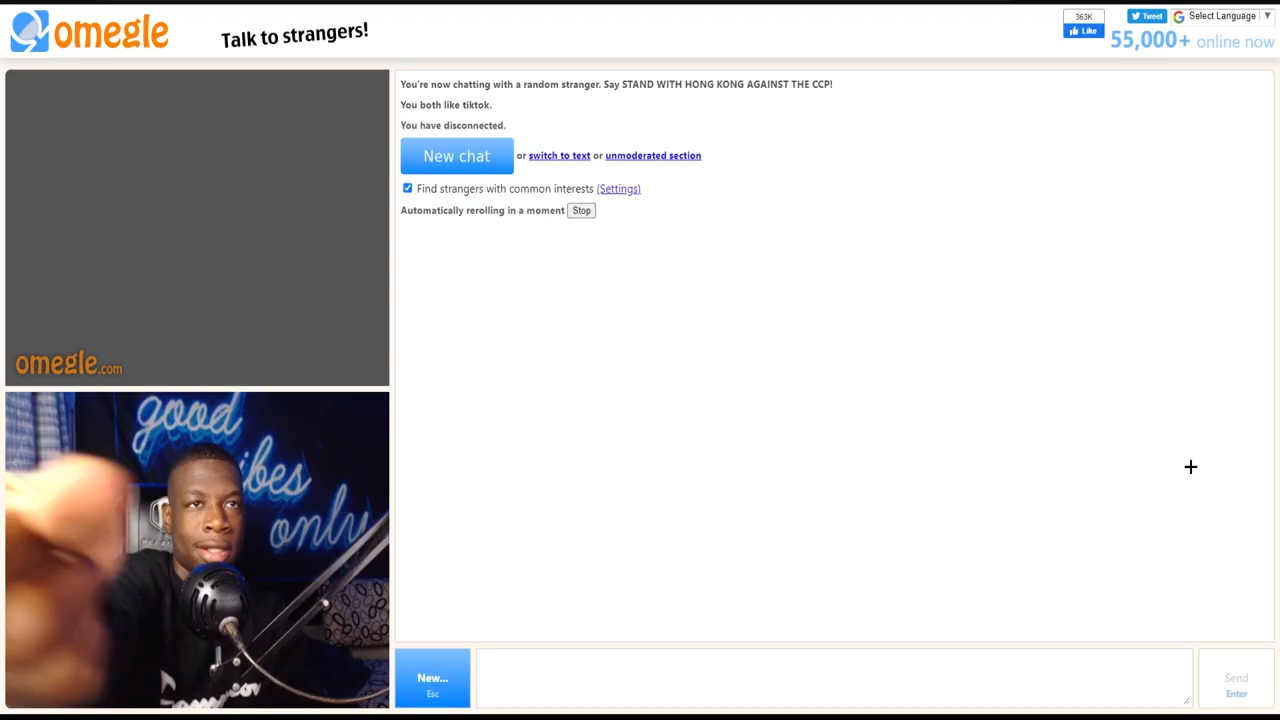 omegle
Talk to strangers!
363K
Like
Tweet
Select Language
55,000+ online now
You're now chatting with a random stranger. Say STAND WITH HONG KONG AGAINST THE CCP!
You both like tiktok.
You have disconnected.
New chat or switch to text or unmoderated section
Find strangers with common interests (Settings)
Automatically rerolling in a moment Stop
omegle.com
good
vibes
only
New...
Esc
Send
Enter